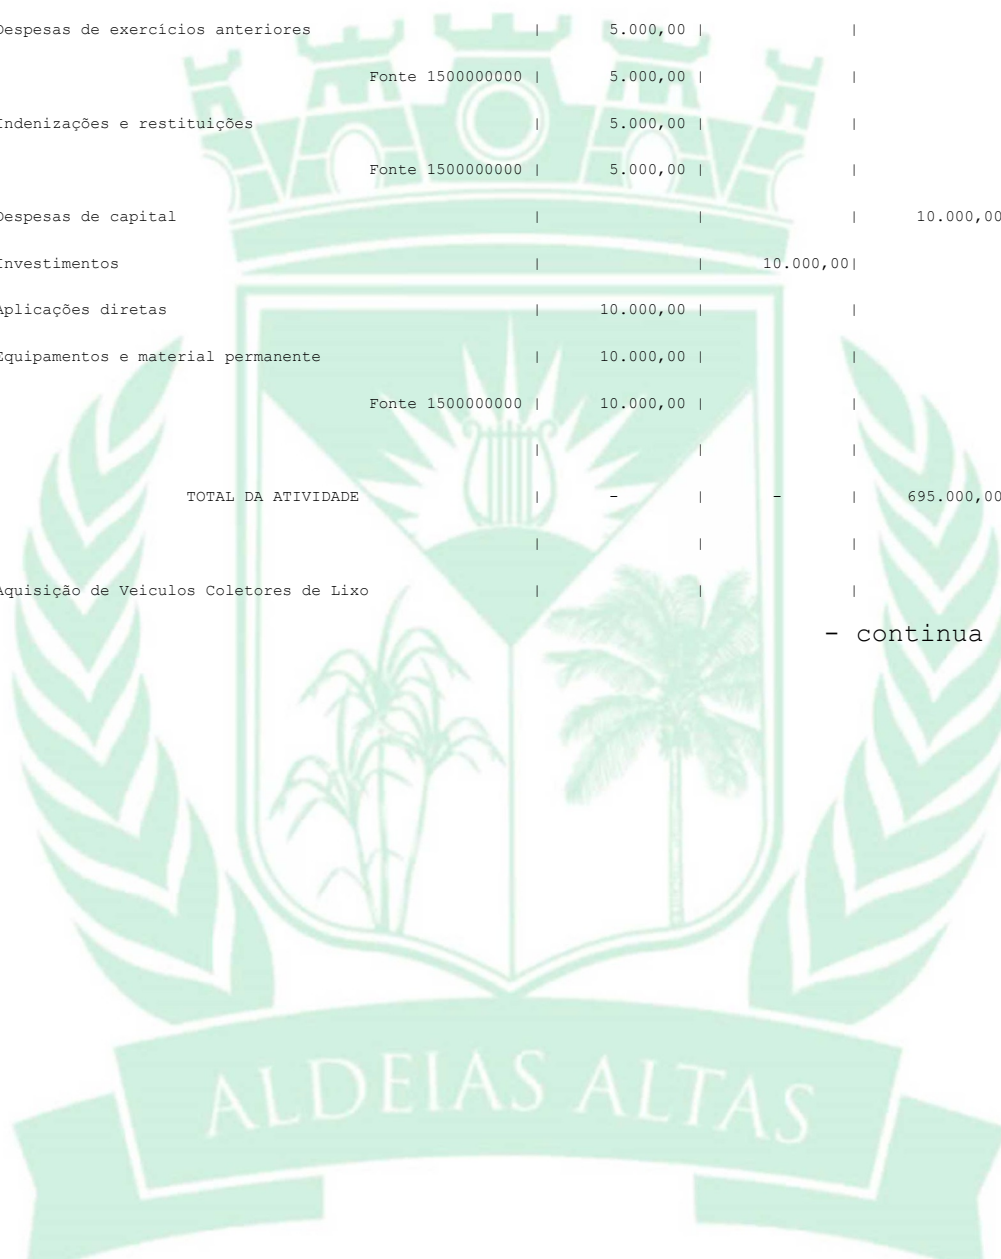 Despesas de exercícios anteriores | 5.000,00 | |
Fonte 1500000000 | 5.000,00 | |
Indenizações e restituições | 5.000,00 | |
Fonte 1500000000 | 5.000,00 | |
Despesas de capital | | | 10.000,00
Investimentos | | 10.000,00|
Aplicações diretas | 10.000,00 | |
Equipamentos e material permanente | 10.000,00 | |
Fonte 1500000000 | 10.000,00 | |
| | |
TOTAL DA ATIVIDADE | - | - | 695.000,00
| | |
Aquisição de Veiculos Coletores de Lixo | | |
- continua
ALDEIAS ALTAS